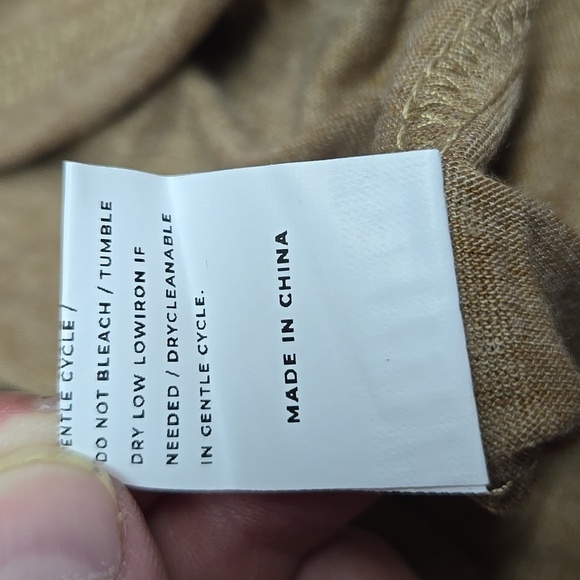 ENTLE CYCLE /
DO NOT BLEACH / TUMBLE
DRY LOW LOWIRON IF
NEEDED / DRYCLEANABLE
IN GENTLE CYCLE.
MADE IN CHINA